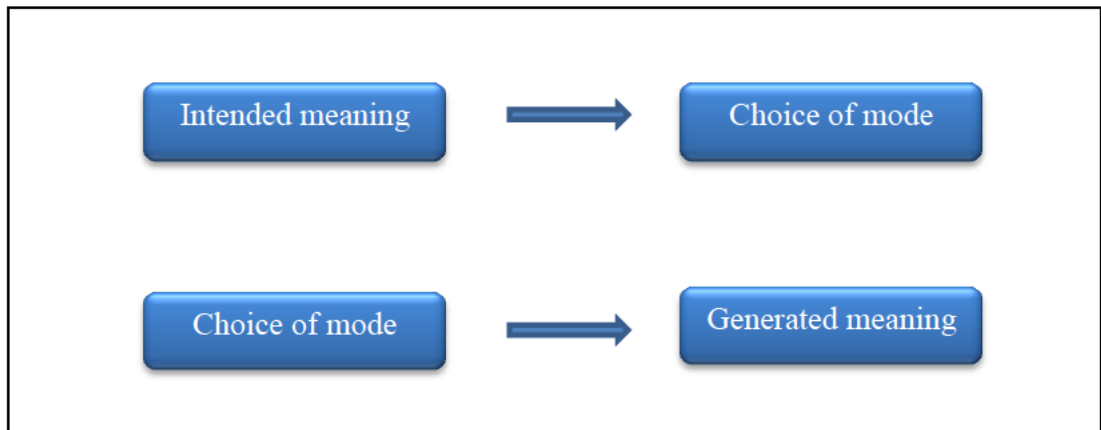 Intended meaning
Choice of mode
Choice of mode
Generated meaning